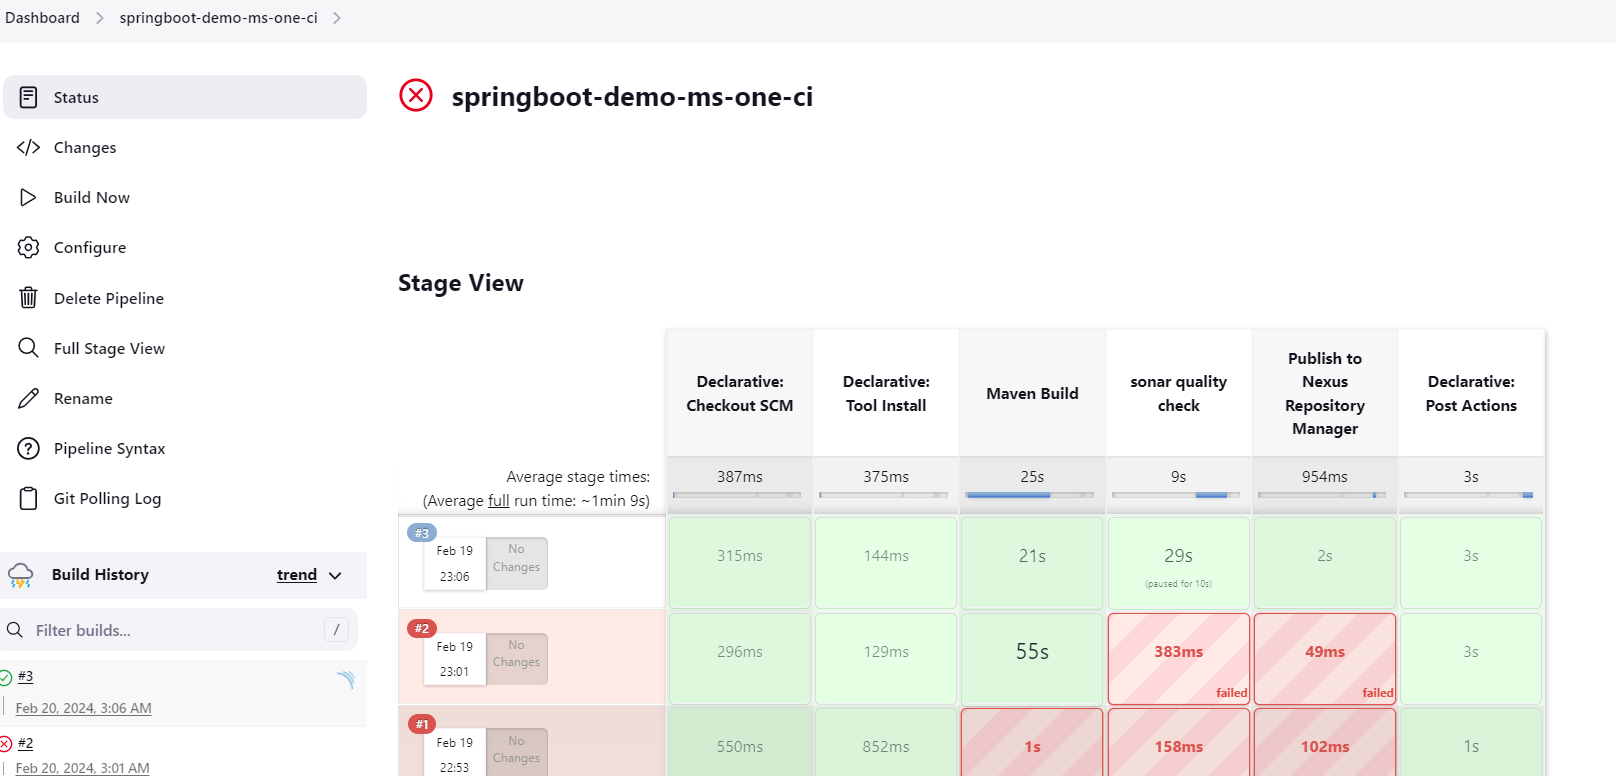 Dashboard
springboot-demo-ms-one-ci
Status
Changes
Build Now
Configure
Delete Pipeline
Full Stage View
Rename
Pipeline Syntax
Git Polling Log
Build History
trend
Filter builds...
/
#3
Feb 20, 2024, 3:06 AM
#2
Feb 20, 2024, 3:01 AM
springboot-demo-ms-one-ci
Stage View
Declarative:
Checkout SCM
Declarative:
Tool Install
Maven Build
sonar quality
check
Publish to
Nexus
Repository
Manager
Declarative:
Post Actions
Average stage times:
(Average full run time: ~1min 9s)
387ms
375ms
25s
9s
954ms
3s
#3
Feb 19
23:06
No
Changes
315ms
144ms
21s
29s
(paused for 10s)
2s
3s
#2
Feb 19
23:01
No
Changes
296ms
129ms
55s
383ms
failed
49ms
failed
3s
#1
Feb 19
22:53
No
Changes
550ms
852ms
1s
158ms
102ms
1s